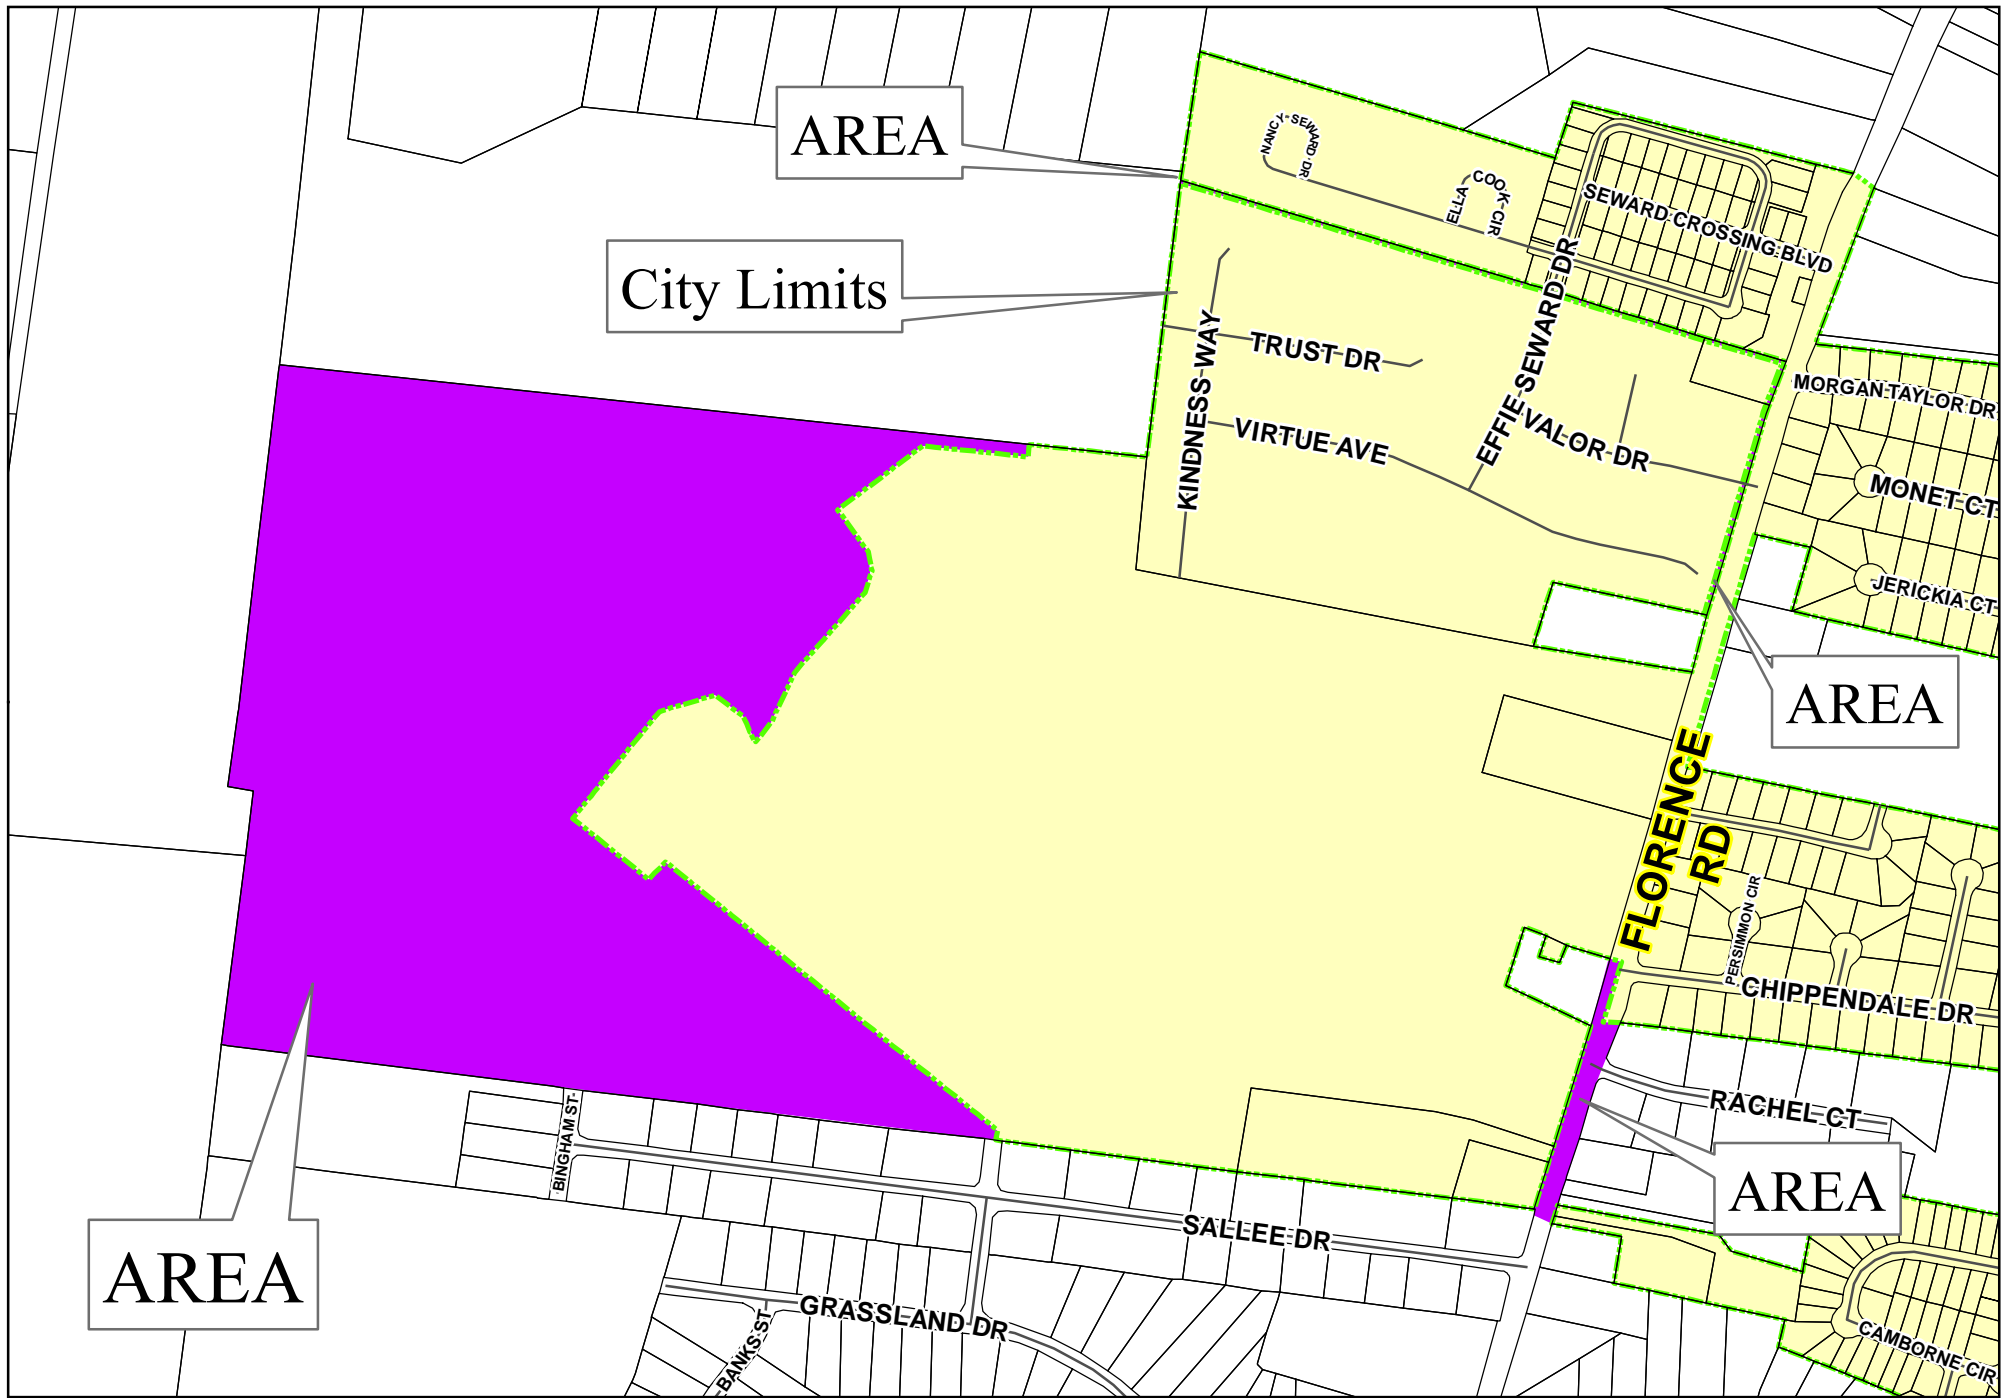 AREA
NANCY SEWARD DR
ELLA COOK CIR
SEWARD CROSSING BLVD
City Limits
EFFIE SEWARD DR
KINDNESS WAY
TRUST DR
MORGAN TAYLOR DR
VIRTUE AVE
VALOR DR
MONET CT
JERICKIA CT
AREA
FLORENCE
RD
PERSIMMON CIR
CHIPPENDALE DR
RACHEL CT
BINGHAM ST
AREA
SALLEE DR
AREA
GRASSLAND DR
BANKS ST
CAMBORNE CIR